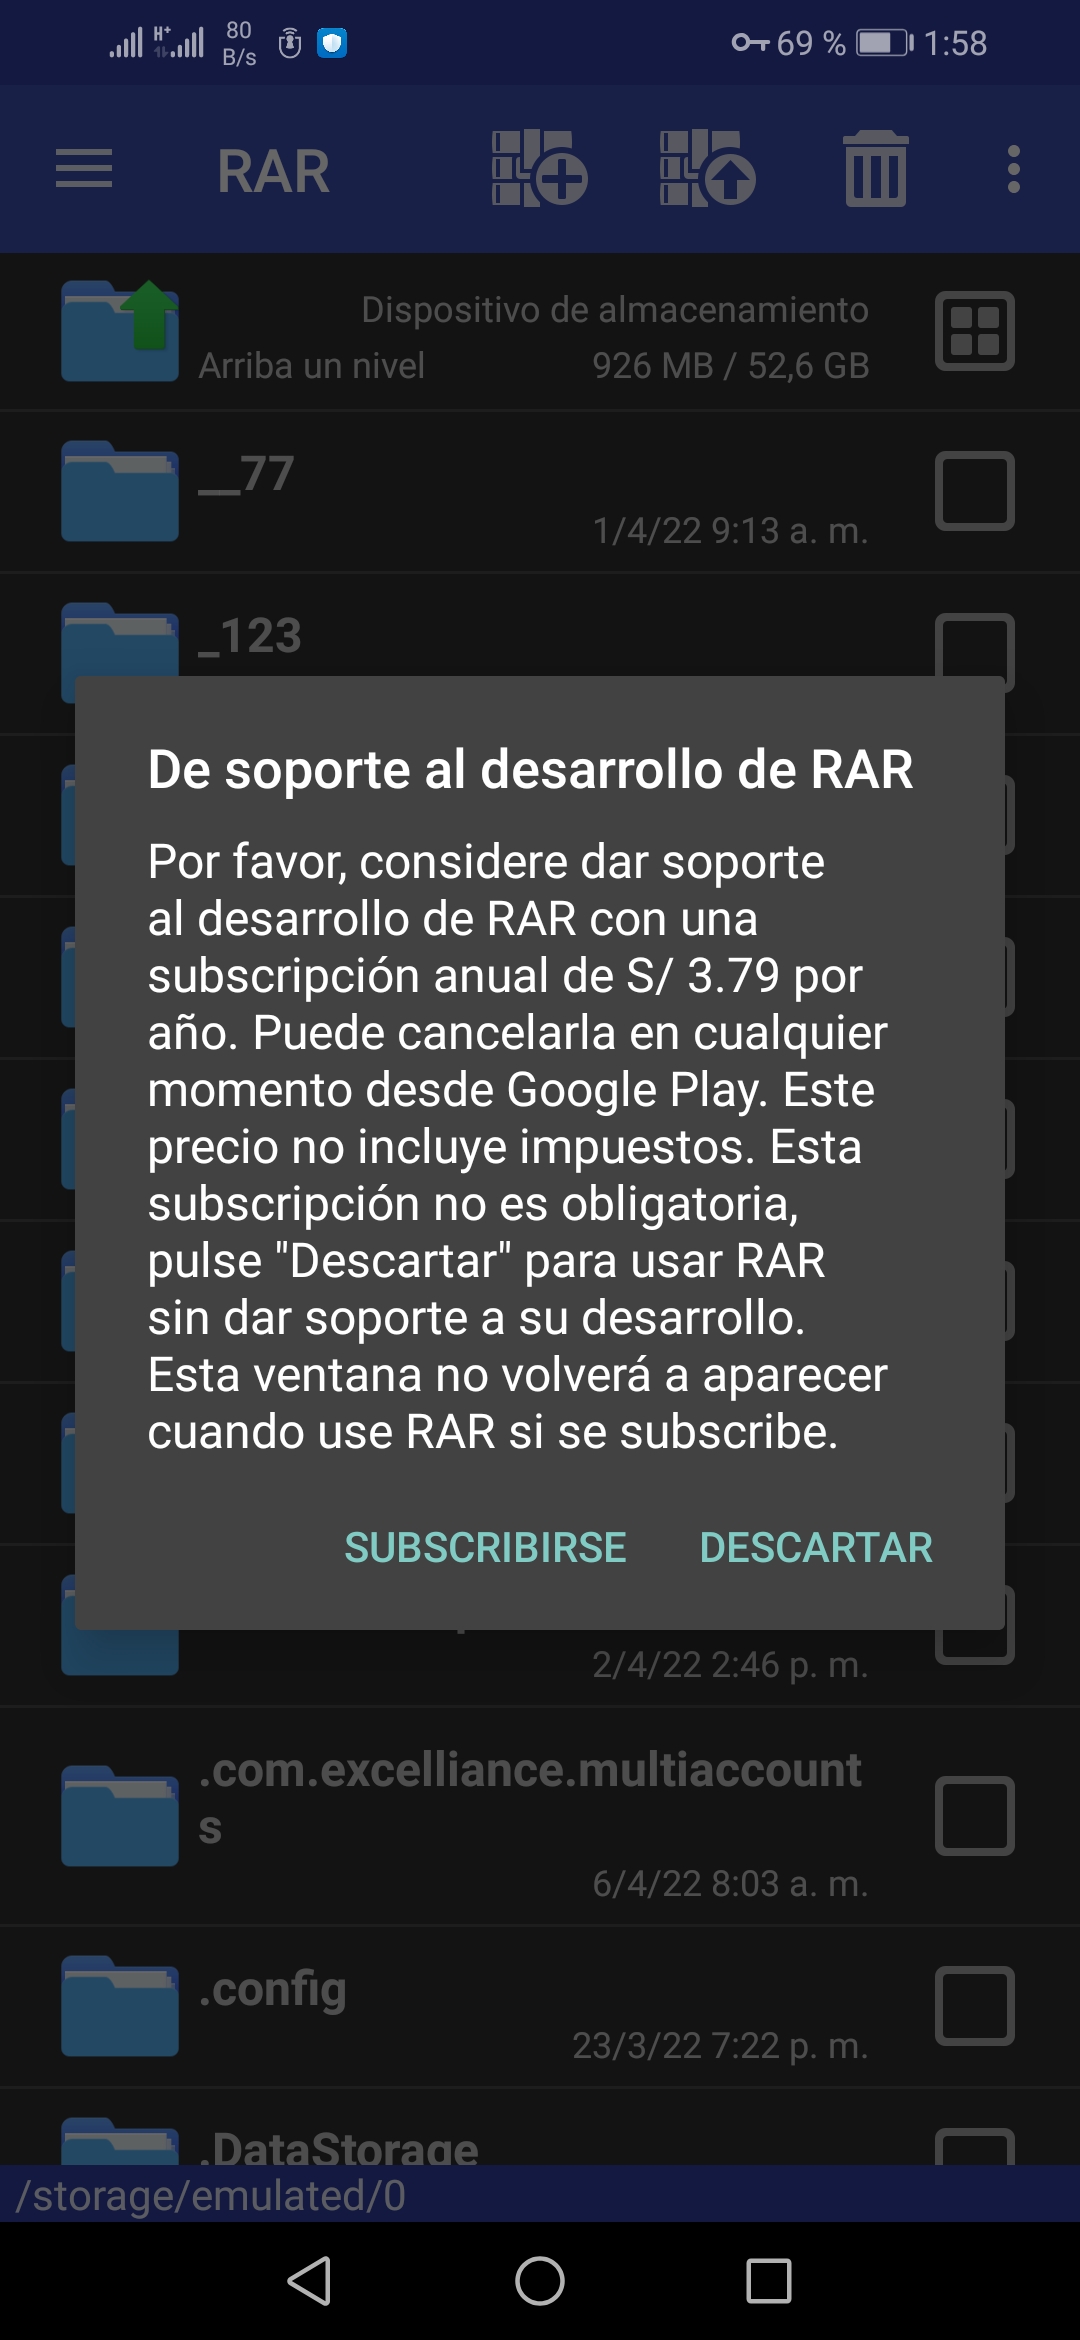 H+
80
B/s
69 %
1:58
RAR
Dispositivo de almacenamiento
Arriba un nivel
926 MB / 52,6 GB
__77
1/4/22 9:13 a. m.
_123
De soporte al desarrollo de RAR
Por favor, considere dar soporte
al desarrollo de RAR con una
subscripción anual de S/ 3.79 por
año. Puede cancelarla en cualquier
momento desde Google Play. Este
precio no incluye impuestos. Esta
subscripción no es obligatoria,
pulse "Descartar" para usar RAR
sin dar soporte a su desarrollo.
Esta ventana no volverá a aparecer
cuando use RAR si se subscribe.
SUBSCRIBIRSE
DESCARTAR
2/4/22 2:46 p. m.
.com.excelliance.multiaccount
s
6/4/22 8:03 a. m.
.config
23/3/22 7:22 p. m.
.DataStorage
/storage/emulated/0